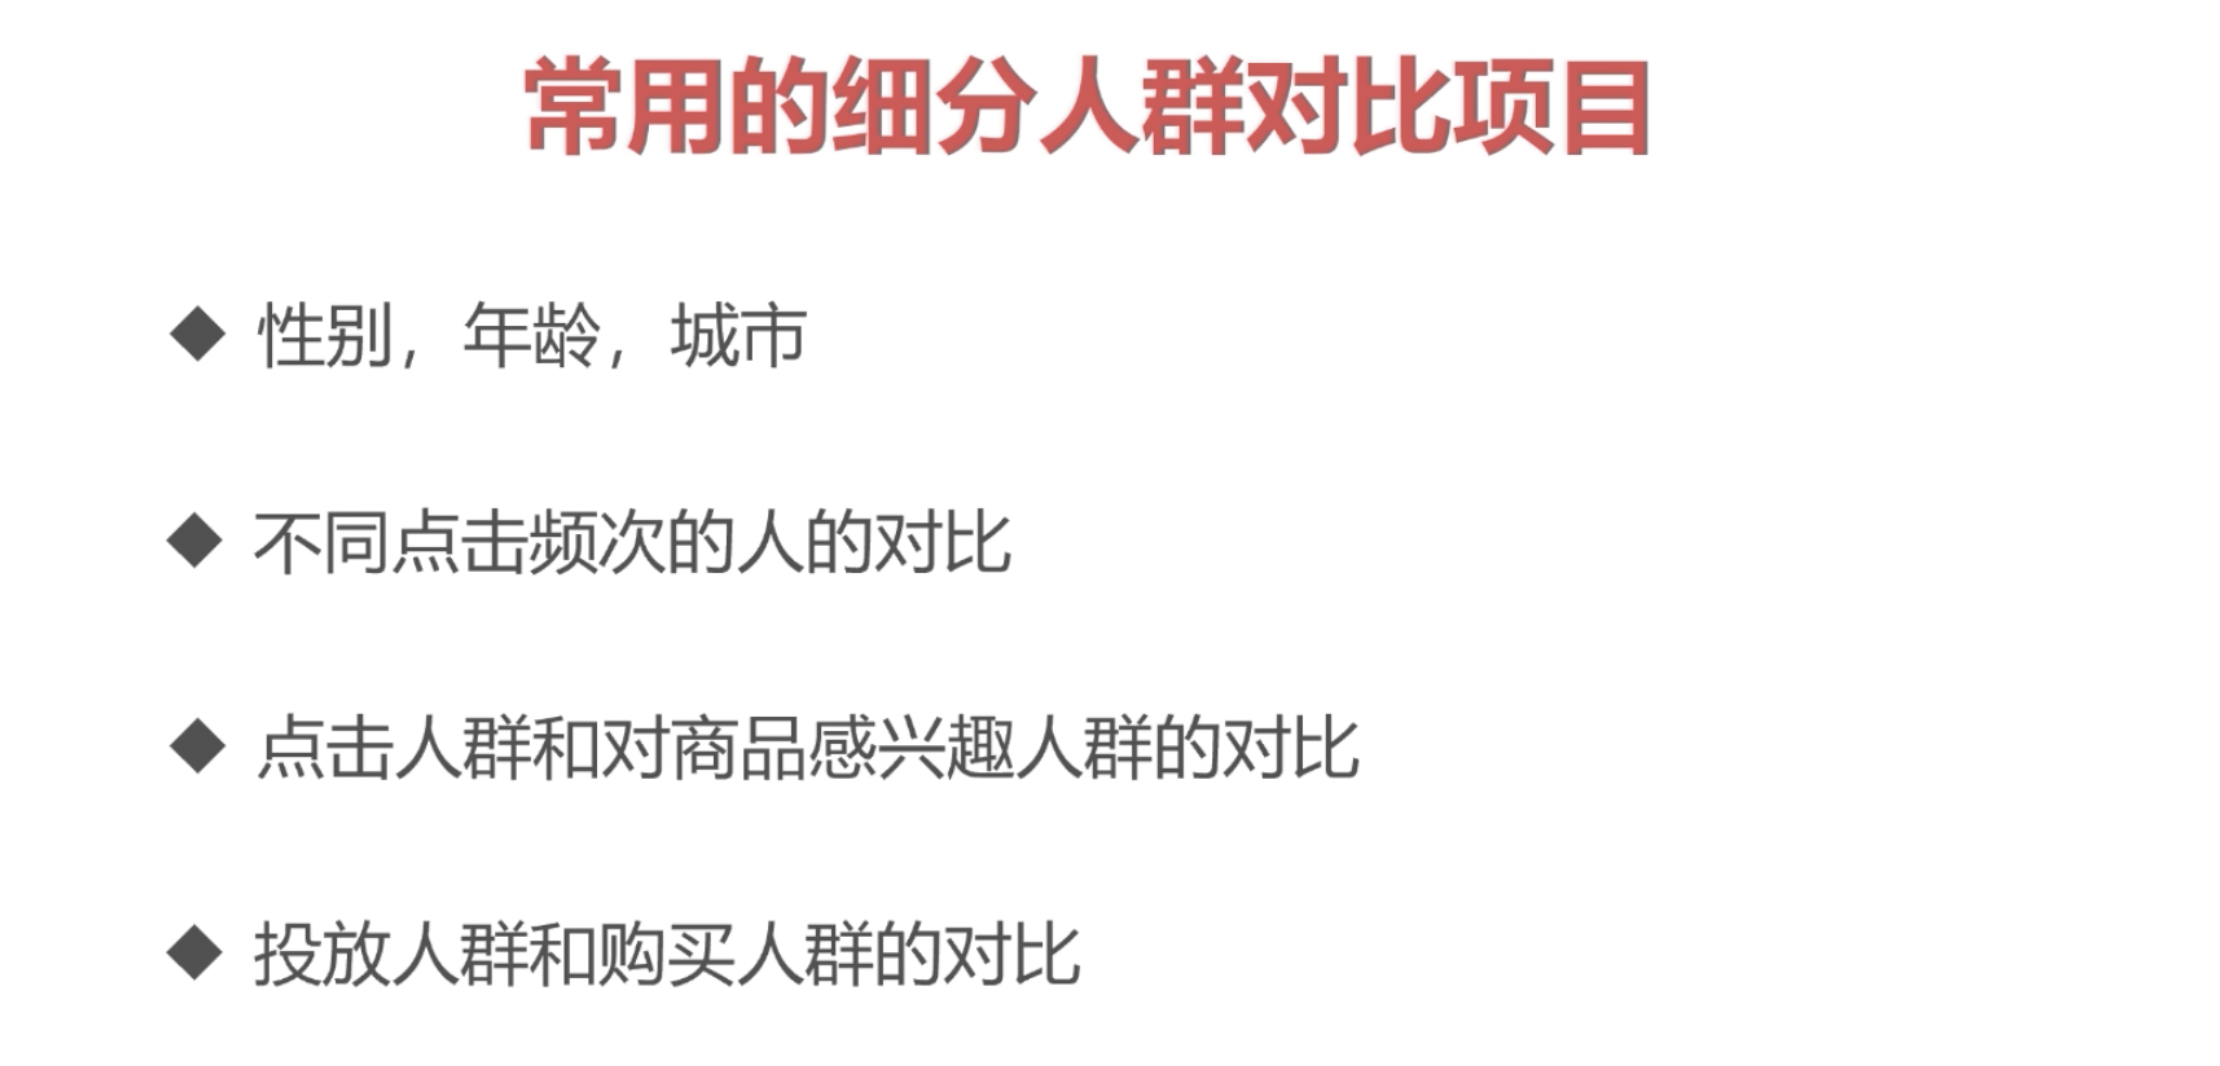 常用的细分人群对比项目
◆ 性别，年龄，城市
◆ 不同点击频次的人的对比
◆ 点击人群和对商品感兴趣人群的对比
◆ 投放人群和购买人群的对比